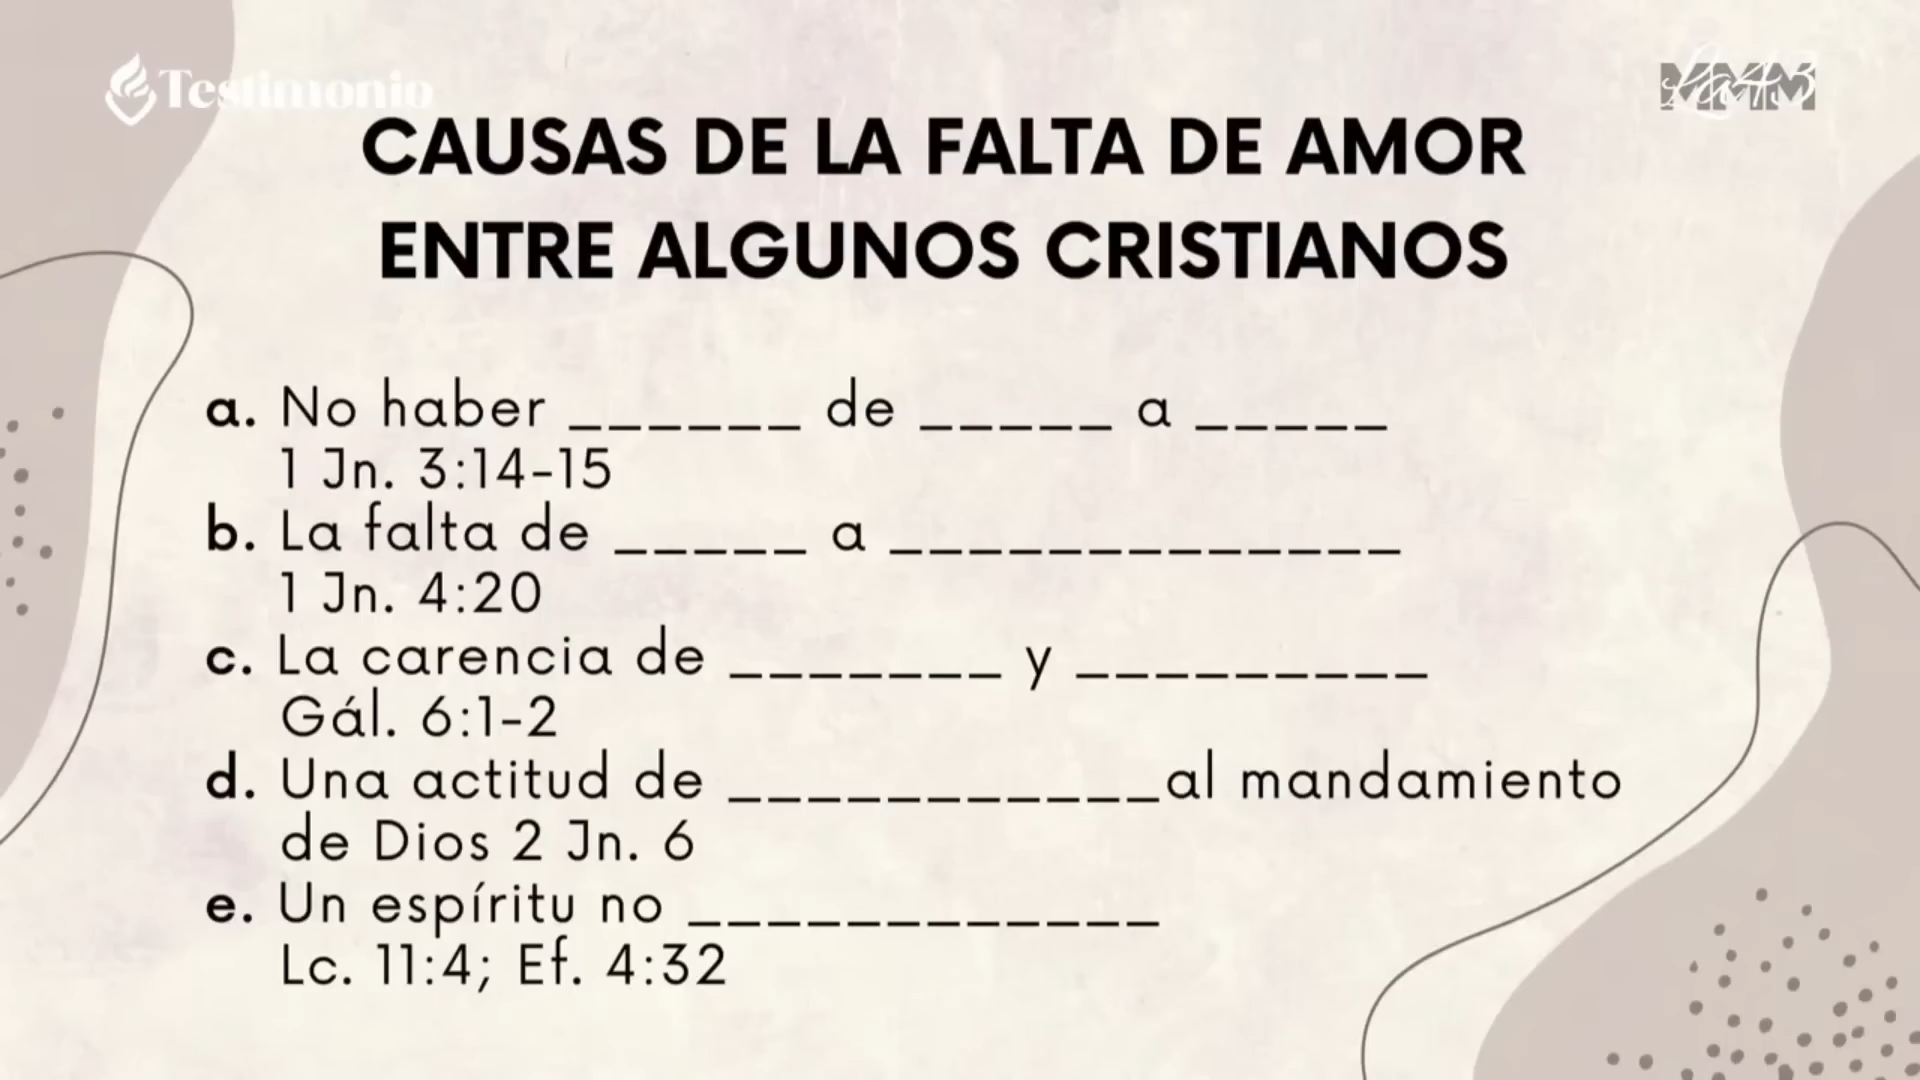 Testimonio
MMM
CAUSAS DE LA FALTA DE AMOR
ENTRE ALGUNOS CRISTIANOS
a. No haber ______ de _____ a _____
1 Jn. 3:14-15
b. La falta de _____ a _____________
1 Jn. 4:20
c. La carencia de _______ y _________
Gál. 6:1-2
d. Una actitud de ___________al mandamiento
de Dios 2 Jn. 6
e. Un espíritu no ____________
Lc. 11:4; Ef. 4:32